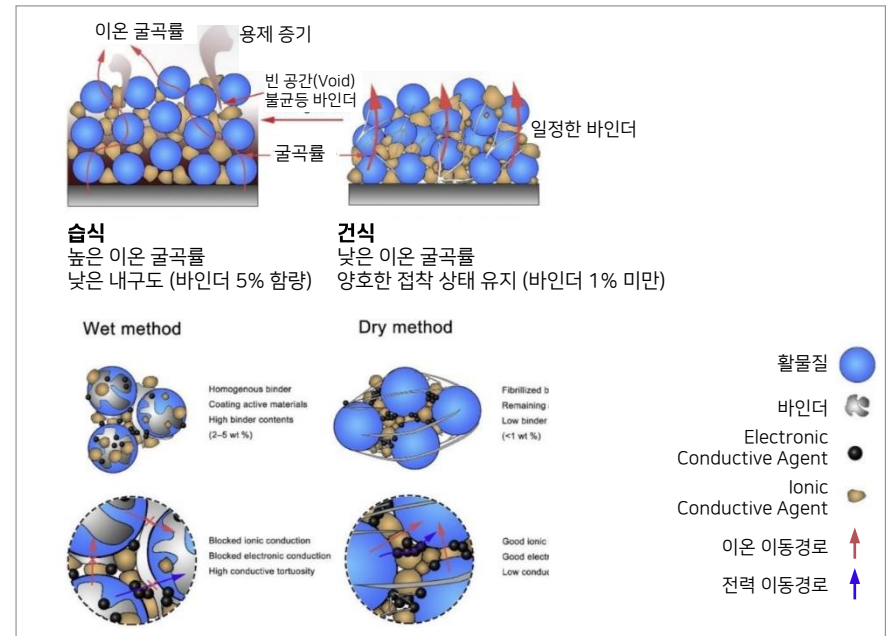 이온 굴곡률
용제 증기
빈 공간(Void)
불균등 바인더
굴곡률
일정한 바인더
습식
높은 이온 굴곡률
낮은 내구도 (바인더 5% 함량)
건식
낮은 이온 굴곡률
양호한 접착 상태 유지 (바인더 1% 미만)
Wet method
Homogenous binder
Coating active materials
High binder contents
(2–5 wt %)
Blocked ionic conduction
Blocked electronic conduction
High conductive tortuosity
Dry method
Fibrillized b
Remaining
Low binder
(<1 wt %)
Good ionic
Good elect
Low condu
활물질
바인더
Electronic
Conductive Agent
Ionic
Conductive Agent
이온 이동경로
전력 이동경로